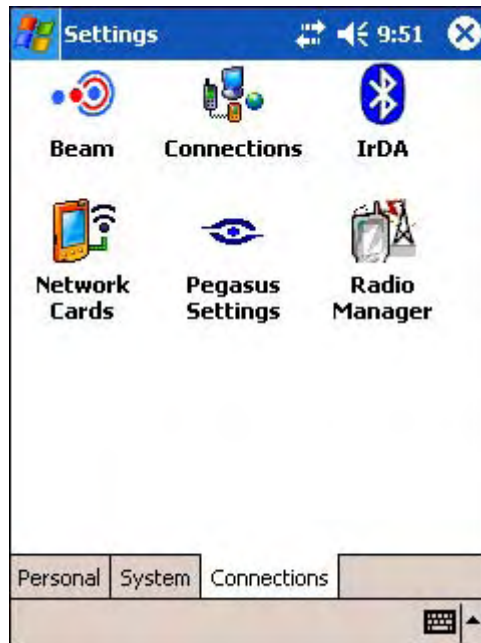 Settings 9:51
Beam Connections IrDA
Network Cards
Pegasus Settings
Radio Manager
Personal System Connections